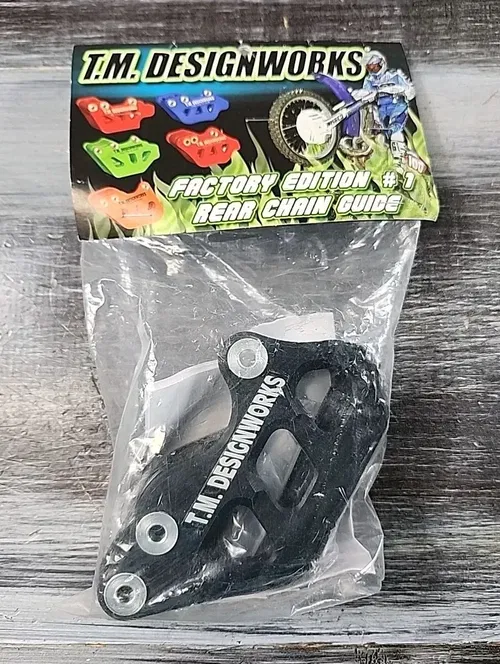 T.M. DESIGNWORKS
FACTORY EDITION #1
REAR CHAIN GUIDE
T.M. DESIGNWORKS